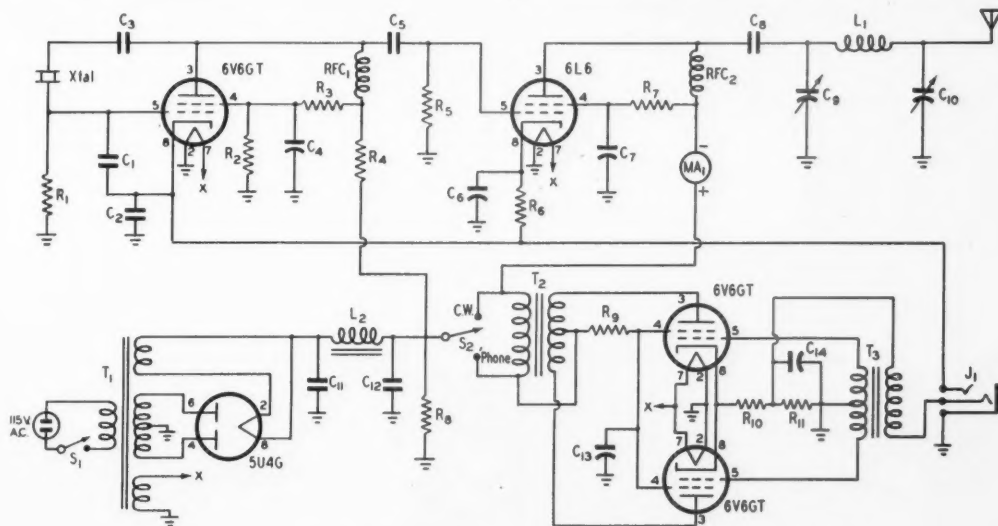 C3
C5
C8
L1
6V6GT
RFC1
6L6
RFC2
Xtal
3
3
5
4
R3
R5
5
4
R7
C9
C10
8
2
7
R2
C4
R4
8
2
7
C7
MA1
-
+
C1
X
C6
X
R1
C2
R6
T2
6V6GT
C.W.
3
L2
R9
4
5
S2
'Phone
C14
T3
T1
C11
C12
7
2
8
J1
115V.
A.C.
6
2
R8
X
R10
R11
4
8
7
2
8
S1
5U4G
C13
4
5
X
6V6GT
3